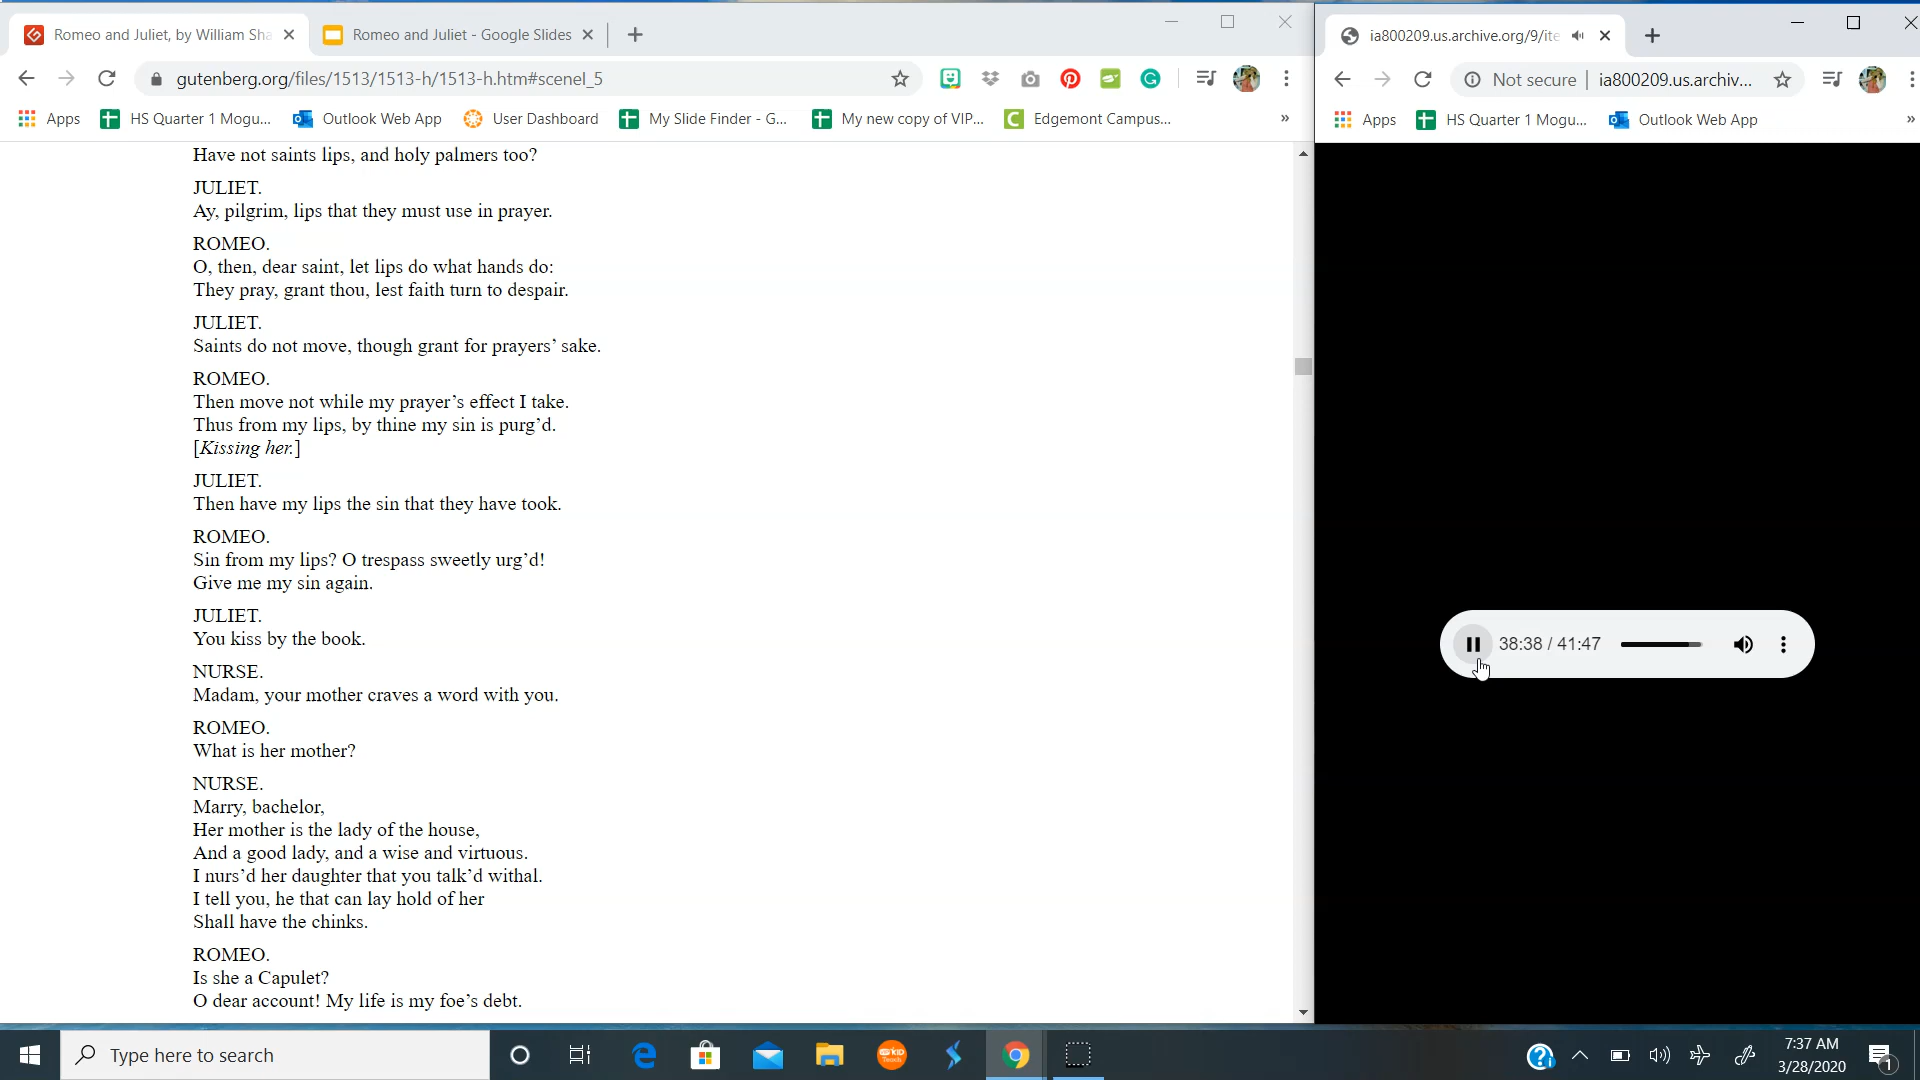 Romeo and Juliet, by William Sha
Romeo and Juliet - Google Slides
gutenberg.org/files/1513/1513-h/1513-h.htm#sceneI_5
Apps
HS Quarter 1 Mogu...
Outlook Web App
User Dashboard
My Slide Finder - G...
My new copy of VIP...
Edgemont Campus...
»
Have not saints lips, and holy palmers too?
JULIET.
Ay, pilgrim, lips that they must use in prayer.
ROMEO.
O, then, dear saint, let lips do what hands do:
They pray, grant thou, lest faith turn to despair.
JULIET.
Saints do not move, though grant for prayers’ sake.
ROMEO.
Then move not while my prayer’s effect I take.
Thus from my lips, by thine my sin is purg’d.
[Kissing her.]
JULIET.
Then have my lips the sin that they have took.
ROMEO.
Sin from my lips? O trespass sweetly urg’d!
Give me my sin again.
JULIET.
You kiss by the book.
NURSE.
Madam, your mother craves a word with you.
ROMEO.
What is her mother?
NURSE.
Marry, bachelor,
Her mother is the lady of the house,
And a good lady, and a wise and virtuous.
I nurs’d her daughter that you talk’d withal.
I tell you, he that can lay hold of her
Shall have the chinks.
ROMEO.
Is she a Capulet?
O dear account! My life is my foe’s debt.
ia800209.us.archive.org/9/ite
Not secure | ia800209.us.archiv...
Apps
HS Quarter 1 Mogu...
Outlook Web App
»
38:38 / 41:47
Type here to search
7:37 AM
3/28/2020
1